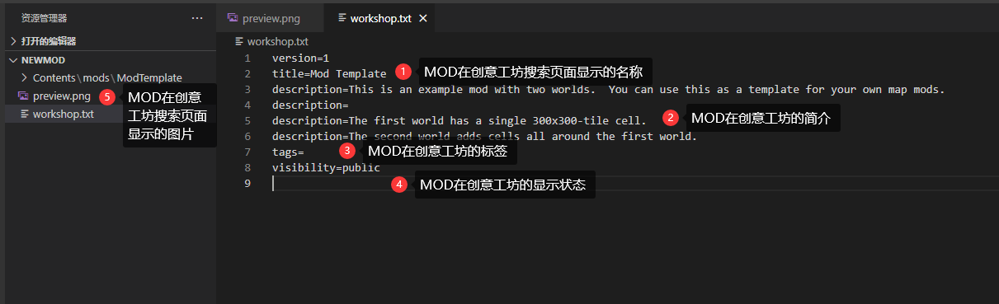 资源管理器
···
打开的编辑器
NEWMOD
Contents\mods\ModTemplate
preview.png
5 MOD在创意
工坊搜索页面
显示的图片
workshop.txt
preview.png
workshop.txt
workshop.txt
1 version=1
2 title=Mod Template
1 MOD在创意工坊搜索页面显示的名称
3 description=This is an example mod with two worlds.  You can use this as a template for your own map mods.
4 description=
5 description=The first world has a single 300x300-tile cell.
2 MOD在创意工坊的简介
6 description=The second world adds cells all around the first world.
7 tags=
3 MOD在创意工坊的标签
8 visibility=public
9
4 MOD在创意工坊的显示状态